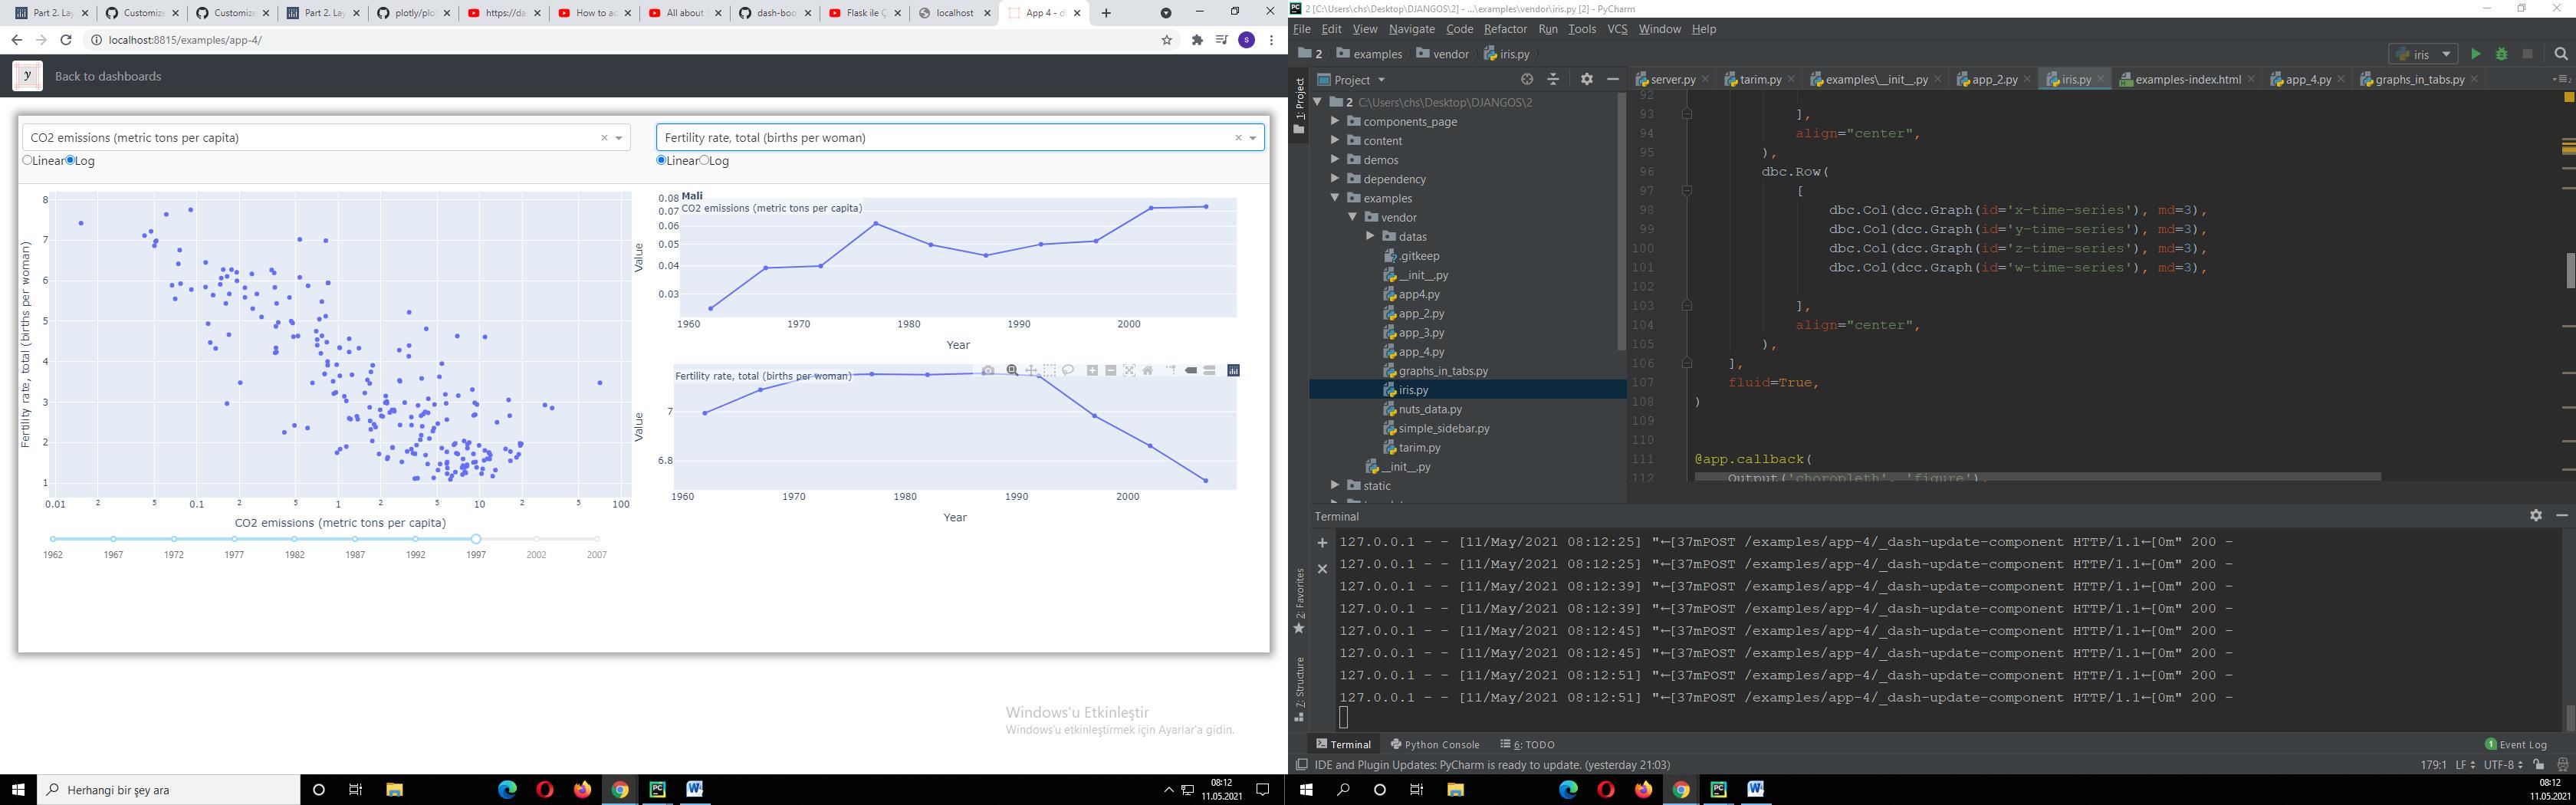 Part 2. Lay
Customize
Customize
Part 2. Lay
plotly/plo
https://da
How to ac
All about
dash-boo
Flask ile Ç
localhost
App 4 - d
localhost:8815/examples/app-4/
Back to dashboards
CO2 emissions (metric tons per capita)
Linear Log
Fertility rate, total (births per woman)
Linear Log
Fertility rate, total (births per woman)
8
7
6
5
4
3
2
1
0.01 2 5 0.1 2 5 1 2 5 10 2 5 100
CO2 emissions (metric tons per capita)
1962 1967 1972 1977 1982 1987 1992 1997 2002 2007
Mali
CO2 emissions (metric tons per capita)
Value
0.08
0.07
0.06
0.05
0.04
0.03
1960 1970 1980 1990 2000
Year
Fertility rate, total (births per woman)
Value
7
6.8
1960 1970 1980 1990 2000
Year
Windows'u Etkinleştir
Windows'u etkinleştirmek için Ayarlar'a gidin.
Herhangi bir şey ara
08:12
11.05.2021
2 [C:\Users\chs\Desktop\DJANGOS\2] - ...\examples\vendor\iris.py [2] - PyCharm
File Edit View Navigate Code Refactor Run Tools VCS Window Help
2 examples vendor iris.py
iris
Project
server.py tarim.py examples\__init__.py app_2.py iris.py examples-index.html app_4.py graphs_in_tabs.py
1: Project
2 C:\Users\chs\Desktop\DJANGOS\2
components_page
content
demos
dependency
examples
vendor
datas
.gitkeep
__init__.py
app4.py
app_2.py
app_3.py
app_4.py
graphs_in_tabs.py
iris.py
nuts_data.py
simple_sidebar.py
tarim.py
__init__.py
static
92
93 ],
94 align="center",
95 ),
96 dbc.Row(
97 [
98 dbc.Col(dcc.Graph(id='x-time-series'), md=3),
99 dbc.Col(dcc.Graph(id='y-time-series'), md=3),
100 dbc.Col(dcc.Graph(id='z-time-series'), md=3),
101 dbc.Col(dcc.Graph(id='w-time-series'), md=3),
102
103 ],
104 align="center",
105 ),
106 ],
107 fluid=True,
108 )
109
110
111 @app.callback(
112 Output('choropleth', 'figure'),
Terminal
127.0.0.1 - - [11/May/2021 08:12:25] "←[37mPOST /examples/app-4/_dash-update-component HTTP/1.1←[0m" 200 -
127.0.0.1 - - [11/May/2021 08:12:25] "←[37mPOST /examples/app-4/_dash-update-component HTTP/1.1←[0m" 200 -
127.0.0.1 - - [11/May/2021 08:12:39] "←[37mPOST /examples/app-4/_dash-update-component HTTP/1.1←[0m" 200 -
127.0.0.1 - - [11/May/2021 08:12:39] "←[37mPOST /examples/app-4/_dash-update-component HTTP/1.1←[0m" 200 -
127.0.0.1 - - [11/May/2021 08:12:45] "←[37mPOST /examples/app-4/_dash-update-component HTTP/1.1←[0m" 200 -
127.0.0.1 - - [11/May/2021 08:12:45] "←[37mPOST /examples/app-4/_dash-update-component HTTP/1.1←[0m" 200 -
127.0.0.1 - - [11/May/2021 08:12:51] "←[37mPOST /examples/app-4/_dash-update-component HTTP/1.1←[0m" 200 -
127.0.0.1 - - [11/May/2021 08:12:51] "←[37mPOST /examples/app-4/_dash-update-component HTTP/1.1←[0m" 200 -
2: Favorites
Z: Structure
Terminal Python Console 6: TODO
1 Event Log
IDE and Plugin Updates: PyCharm is ready to update. (yesterday 21:03)
179:1 LF UTF-8
08:12
11.05.2021